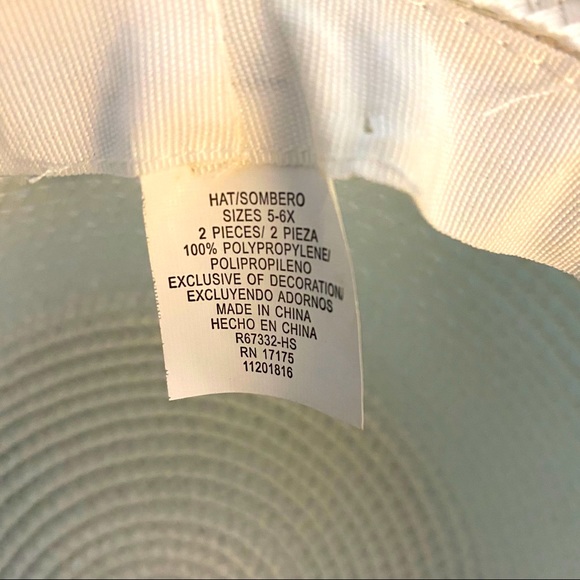 HAT/SOMBERO
SIZES 5-6X
2 PIECES/ 2 PIEZA
100% POLYPROPYLENE/
POLIPROPILENO
EXCLUSIVE OF DECORATION/
EXCLUYENDO ADORNOS
MADE IN CHINA
HECHO EN CHINA
R67332-HS
RN 17175
11201816